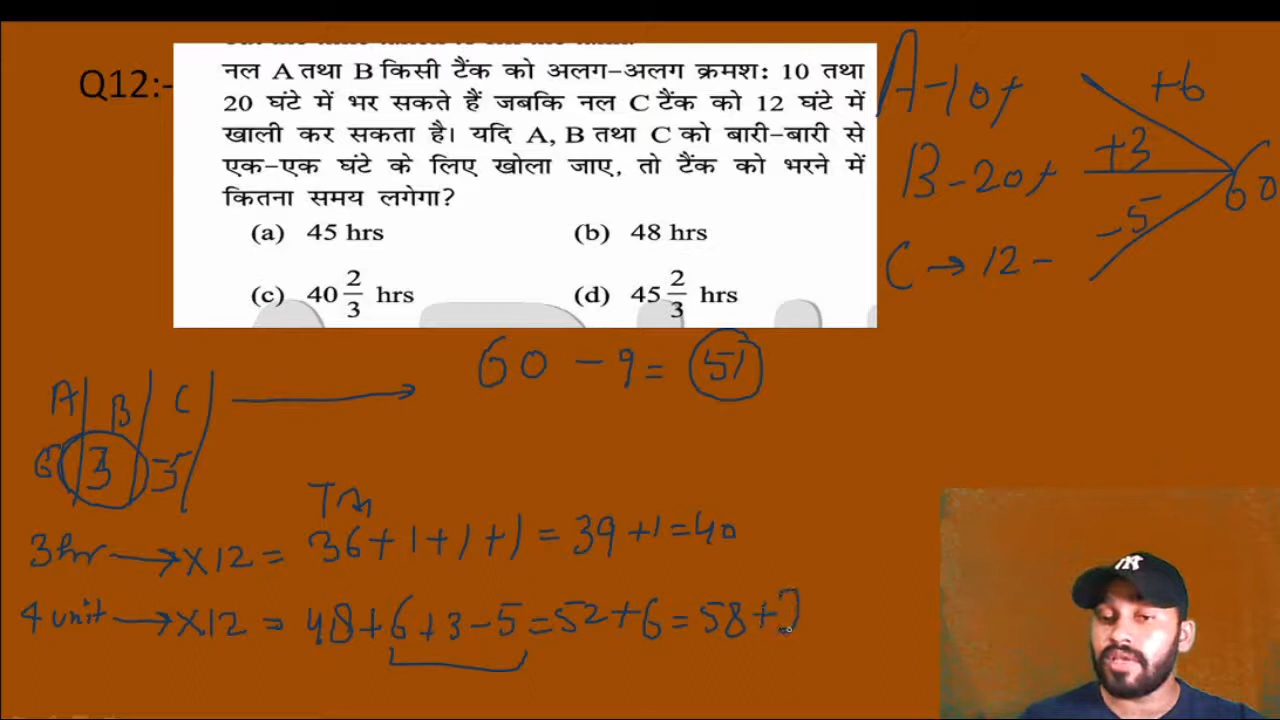 Q12:-
नल A तथा B किसी टैंक को अलग-अलग क्रमश: 10 तथा
20 घंटे में भर सकते हैं जबकि नल C टैंक को 12 घंटे में
खाली कर सकता है। यदि A, B तथा C को बारी-बारी से
एक-एक घंटे के लिए खोला जाए, तो टैंक को भरने में
कितना समय लगेगा?
(a) 45 hrs (b) 48 hrs
(c) 40 2/3 hrs (d) 45 2/3 hrs
A-10+ +6
B-20+ +3 60
C → 12 - -5
60 - 9 = 51
A | B | C
6 3 -5
3hr → X12 = 36+1+1+1 = 39+1=40
4 unit → X12 = 48+6+3-5=52+6=58+